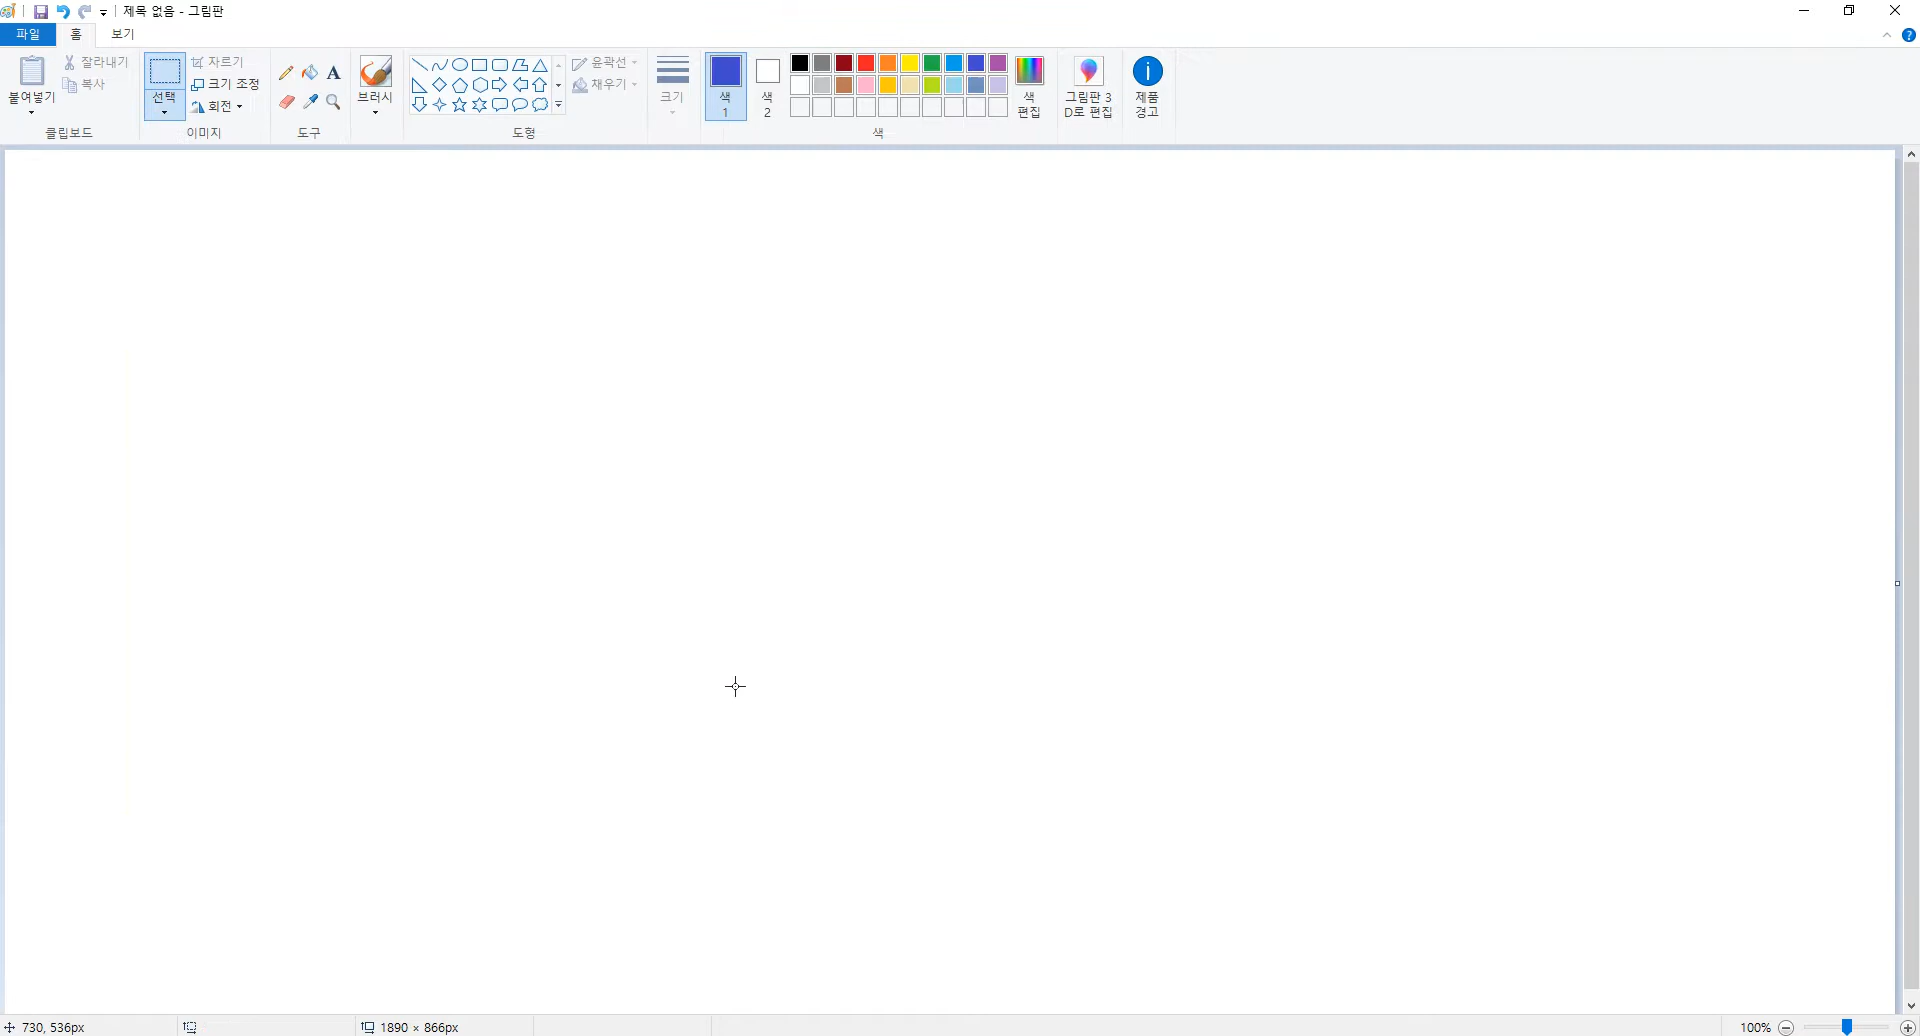 제목 없음 - 그림판
파일 홈 보기
붙여넣기
잘라내기
복사
클립보드
선택
자르기
크기 조정
회전
이미지
A
도구
브러시
윤곽선
채우기
도형
크기
색
1
색
2
색
편집
색
그림판 3
D로 편집
제품
경고
730, 536px
1890 × 866px
100%